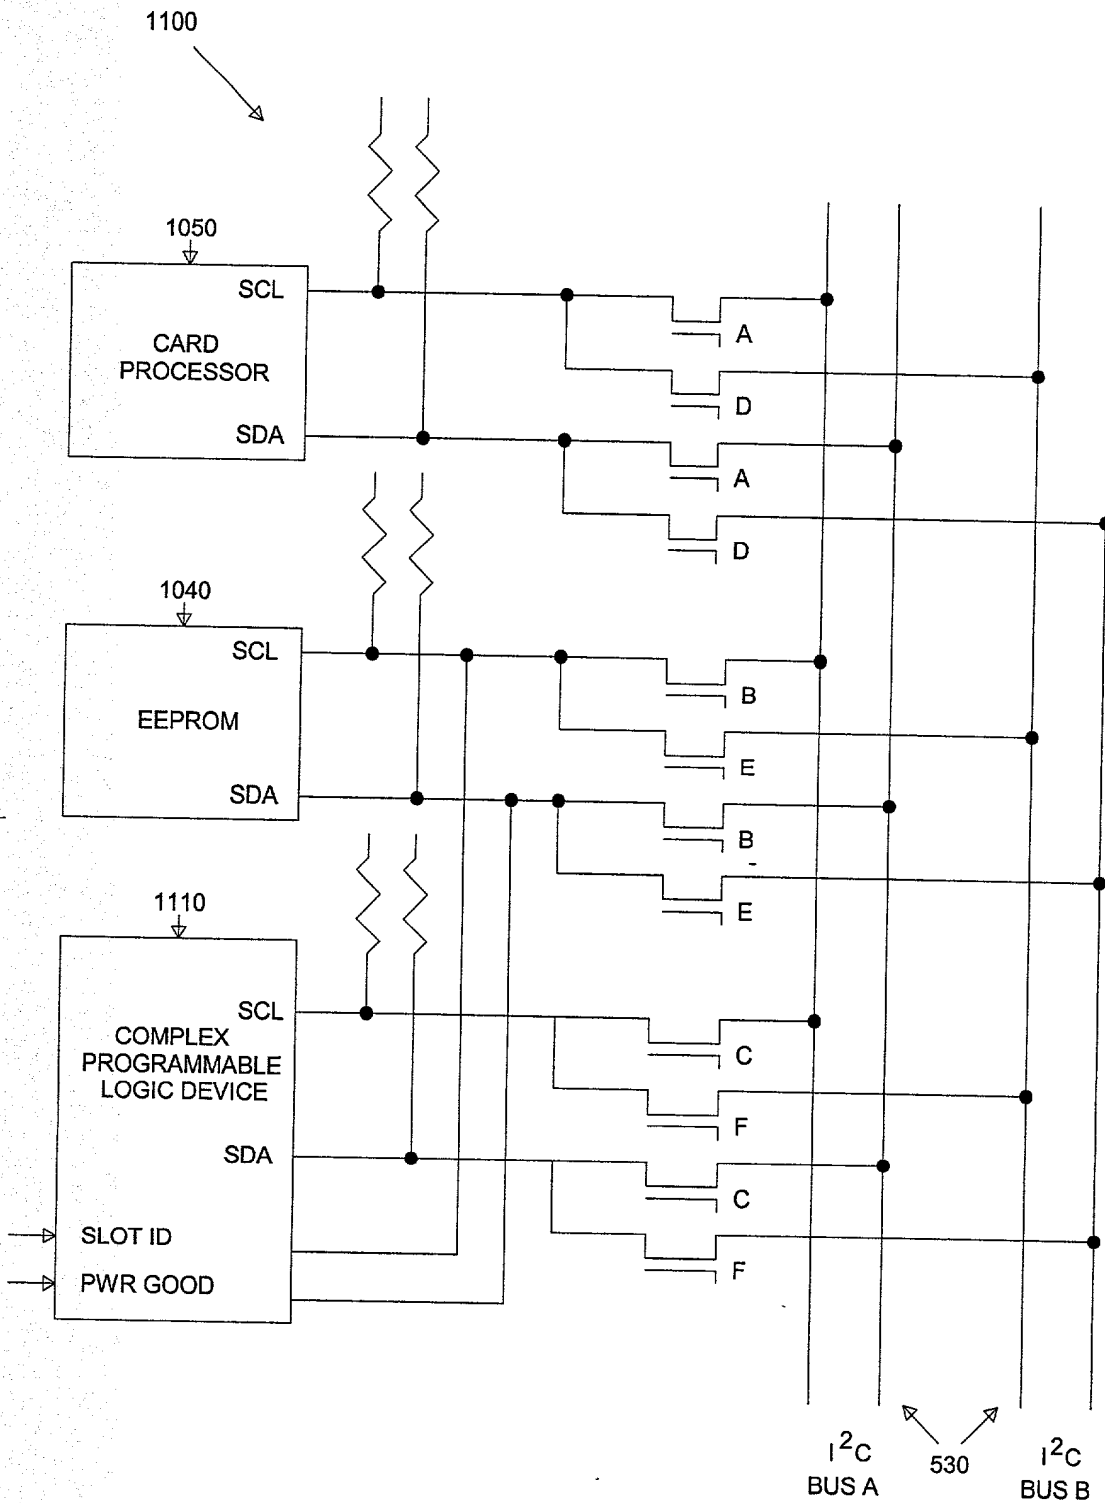 1100
1050
SCL
CARD
PROCESSOR
SDA
A
D
A
D
1040
SCL
EEPROM
SDA
B
E
B
E
1110
SCL
COMPLEX
PROGRAMMABLE
LOGIC DEVICE
SDA
SLOT ID
PWR GOOD
C
F
C
F
I²C
BUS A
530
I²C
BUS B